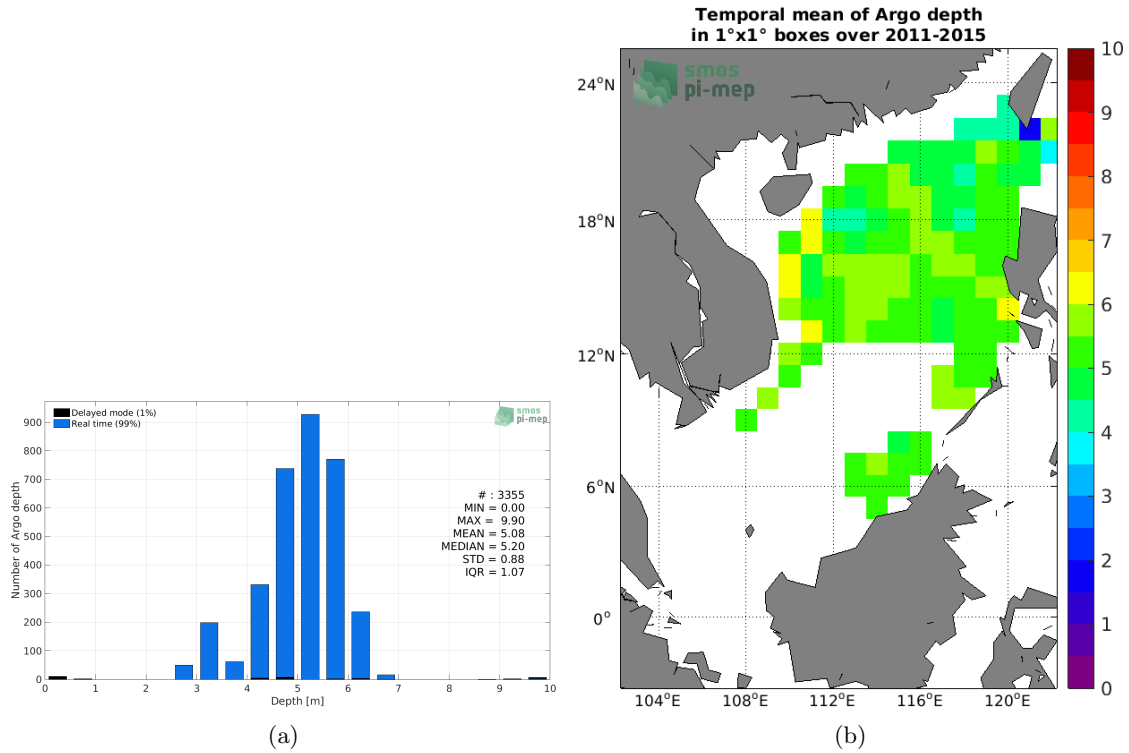 Temporal mean of Argo depth
in 1°x1° boxes over 2011-2015
smos
pi-mep
24°N
18°N
12°N
6°N
0°
104°E
108°E
112°E
116°E
120°E
10
9
8
7
6
5
4
3
2
1
0
Delayed mode (1%)
Real time (99%)
smos
pi-mep
# : 3355
MIN = 0.00
MAX = 9.90
MEAN = 5.08
MEDIAN = 5.20
STD = 0.88
IQR = 1.07
Number of Argo depth
900
800
700
600
500
400
300
200
100
0
0 1 2 3 4 5 6 7 8 9 10
Depth [m]
(a)
(b)